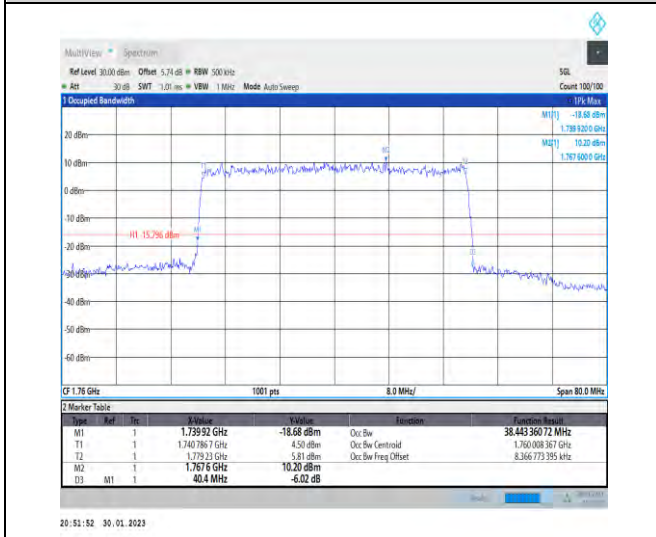 MultiView Spectrum
Ref Level 30.00 dBm Offset 5.74 dB RBW 500 kHz SGL
Att 30 dB SWT 1.01 ms VBW 1 MHz Mode Auto Sweep Count 100/100
1 Occupied Bandwidth 1Pk Max
M1[1] -18.68 dBm
1.739 920 0 GHz
M2[1] 10.20 dBm
1.767 600 0 GHz
20 dBm
M2
10 dBm
T1
0 dBm
-10 dBm
H1 -15.796 dBm
M1
-20 dBm
-30 dBm
-40 dBm
-50 dBm
-60 dBm
CF 1.76 GHz 1001 pts 8.0 MHz/ Span 80.0 MHz
2 Marker Table
Type Ref Trc X-Value Y-Value Function Function Result
M1 1 1.739 92 GHz -18.68 dBm Occ Bw 38.443 360 72 MHz
T1 1 1.740 786 7 GHz 4.50 dBm Occ Bw Centroid 1.760 008 367 GHz
T2 1 1.779 23 GHz 5.81 dBm Occ Bw Freq Offset 8.366 773 395 kHz
M2 1 1.767 6 GHz 10.20 dBm
D3 M1 1 40.4 MHz -6.02 dB
20:51:52 30.01.2023